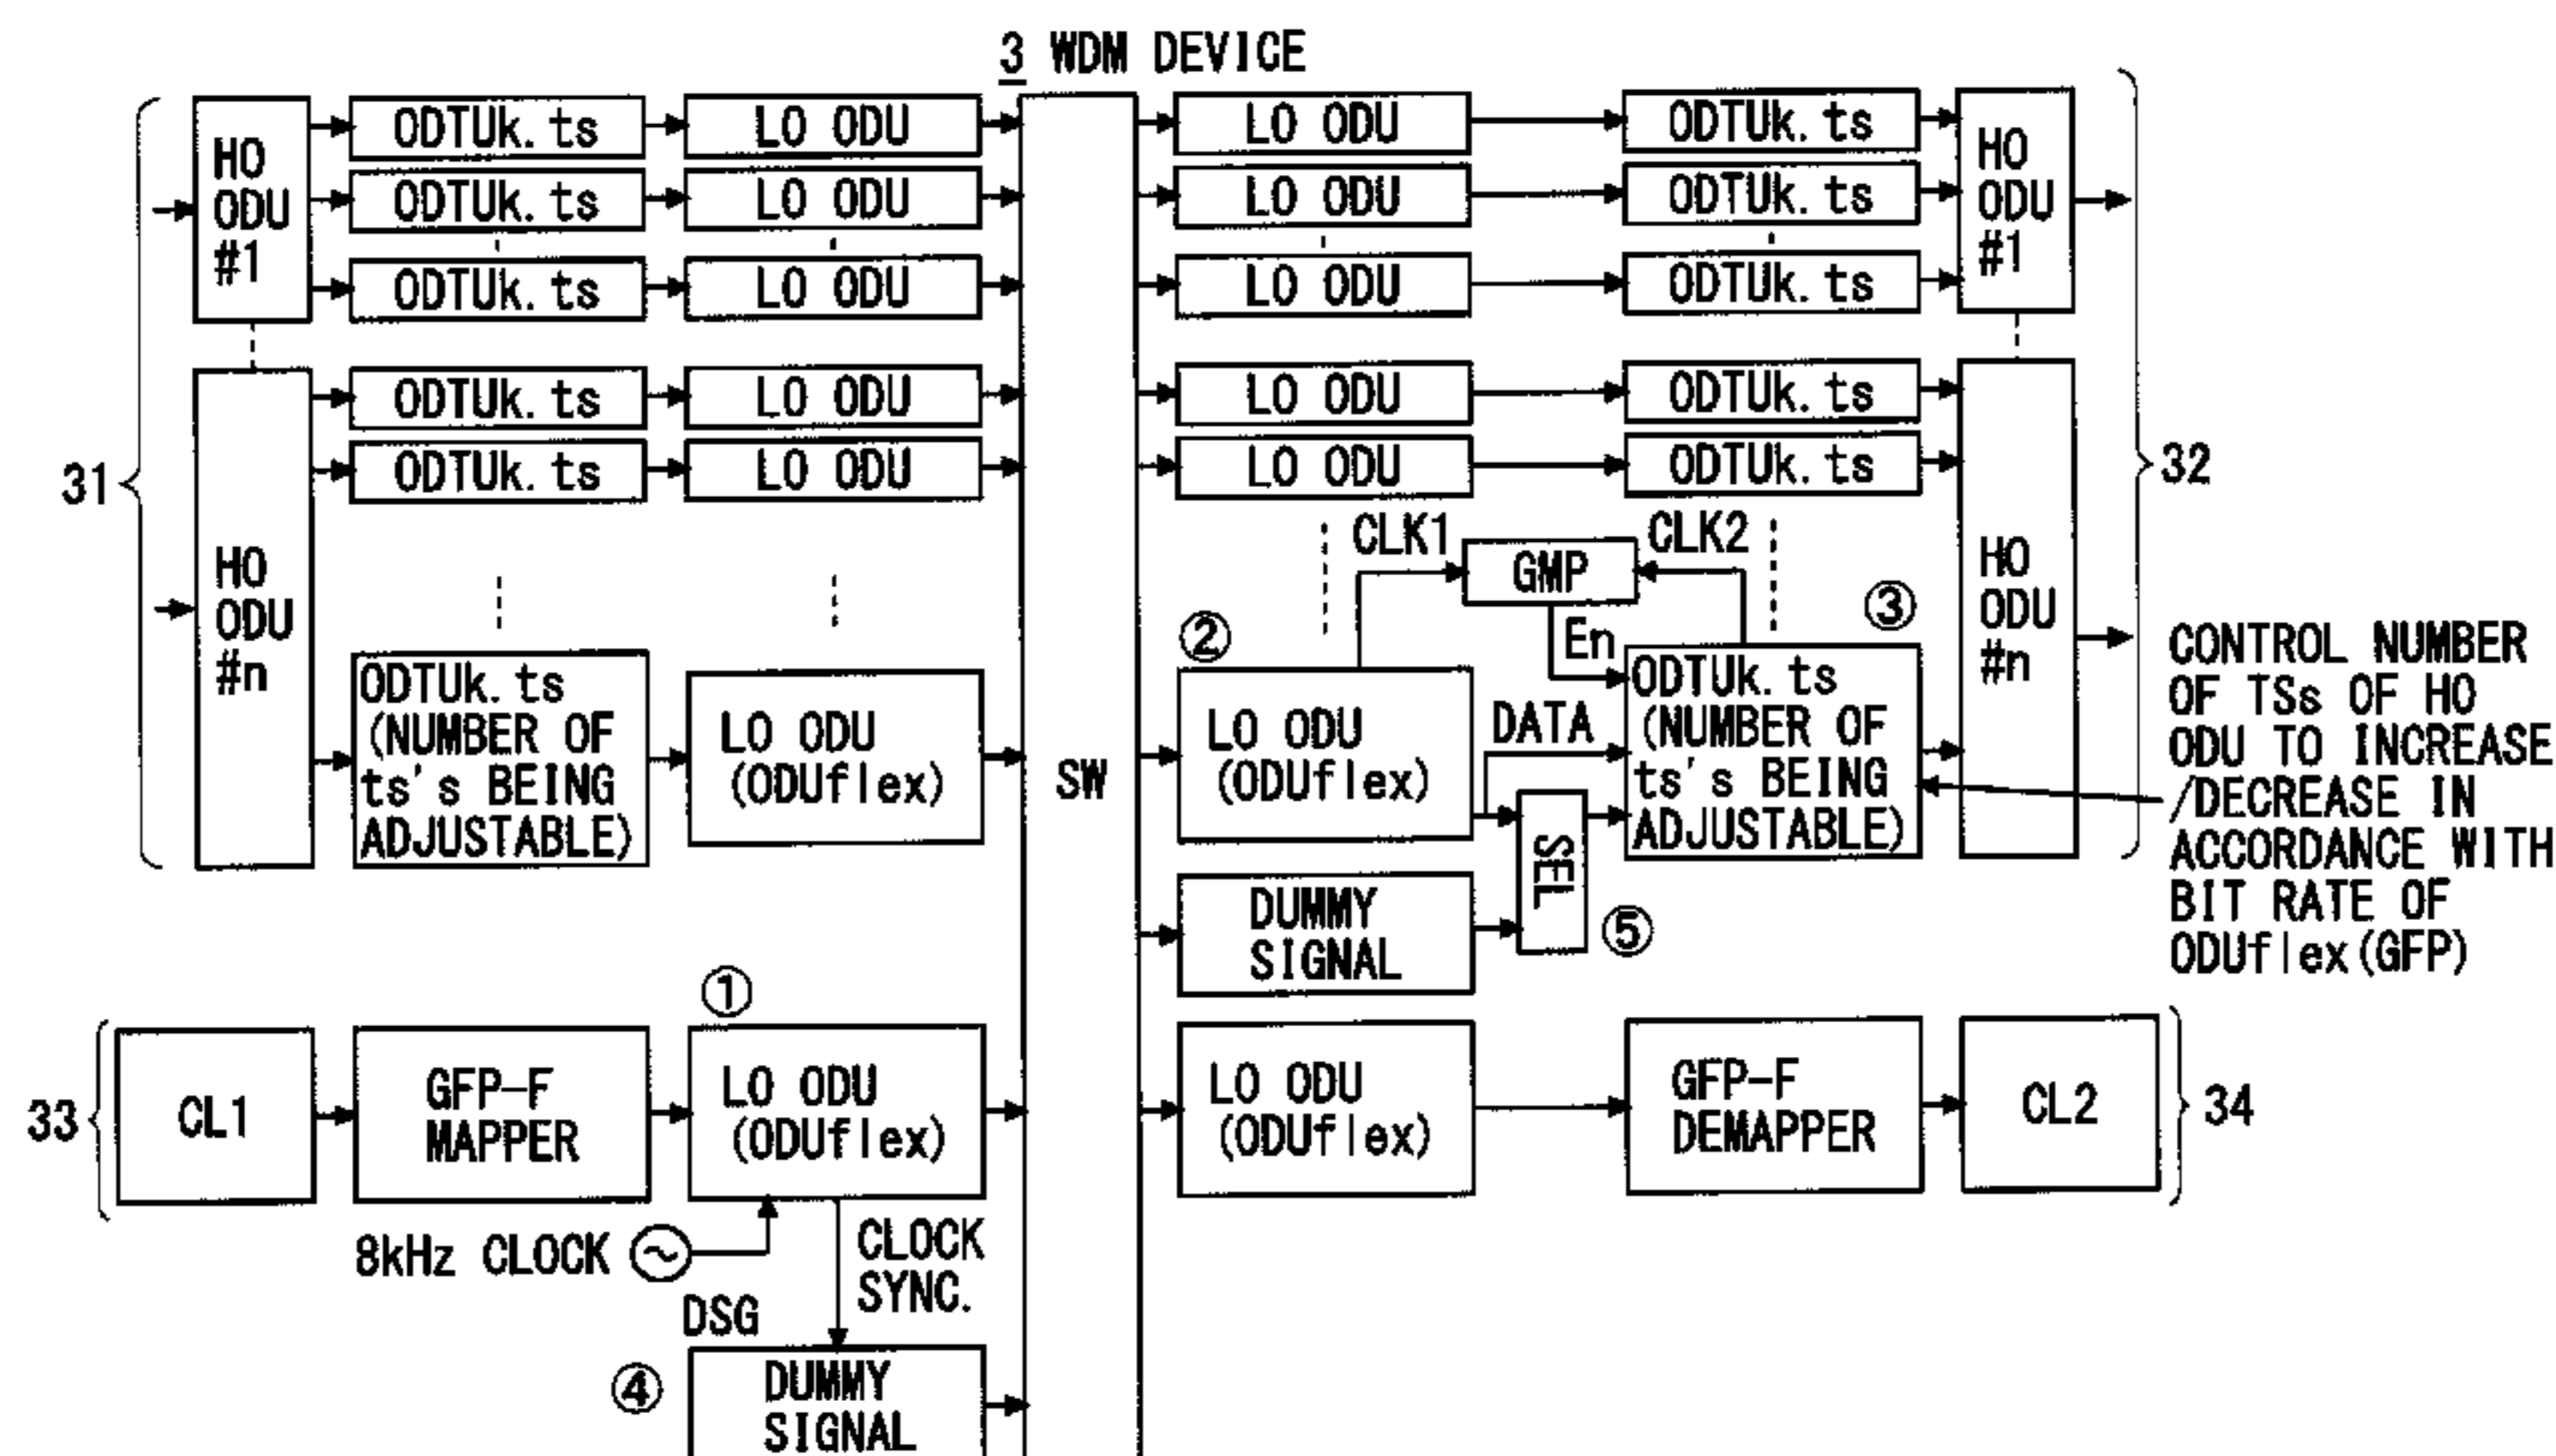 3 WDM DEVICE
HO
ODU
#1
ODTUk.ts
LO ODU
LO ODU
ODTUk.ts
HO
ODU
#1
ODTUk.ts
LO ODU
LO ODU
ODTUk.ts
ODTUk.ts
LO ODU
LO ODU
ODTUk.ts
31
32
HO
ODU
#n
ODTUk.ts
LO ODU
LO ODU
ODTUk.ts
HO
ODU
#n
ODTUk.ts
LO ODU
LO ODU
ODTUk.ts
CLK1
GMP
CLK2
En
ODTUk.ts
(NUMBER OF
ts's BEING
ADJUSTABLE)
LO ODU
(ODUflex)
SW
②
LO ODU
(ODUflex)
DATA
SEL
⑤
③
ODTUk.ts
(NUMBER OF
ts's BEING
ADJUSTABLE)
CONTROL NUMBER
OF TSs OF HO
ODU TO INCREASE
/DECREASE IN
ACCORDANCE WITH
BIT RATE OF
ODUflex(GFP)
DUMMY
SIGNAL
33
CL1
GFP-F
MAPPER
①
LO ODU
(ODUflex)
LO ODU
(ODUflex)
GFP-F
DEMAPPER
CL2
34
8kHz CLOCK
CLOCK
SYNC.
DSG
④
DUMMY
SIGNAL